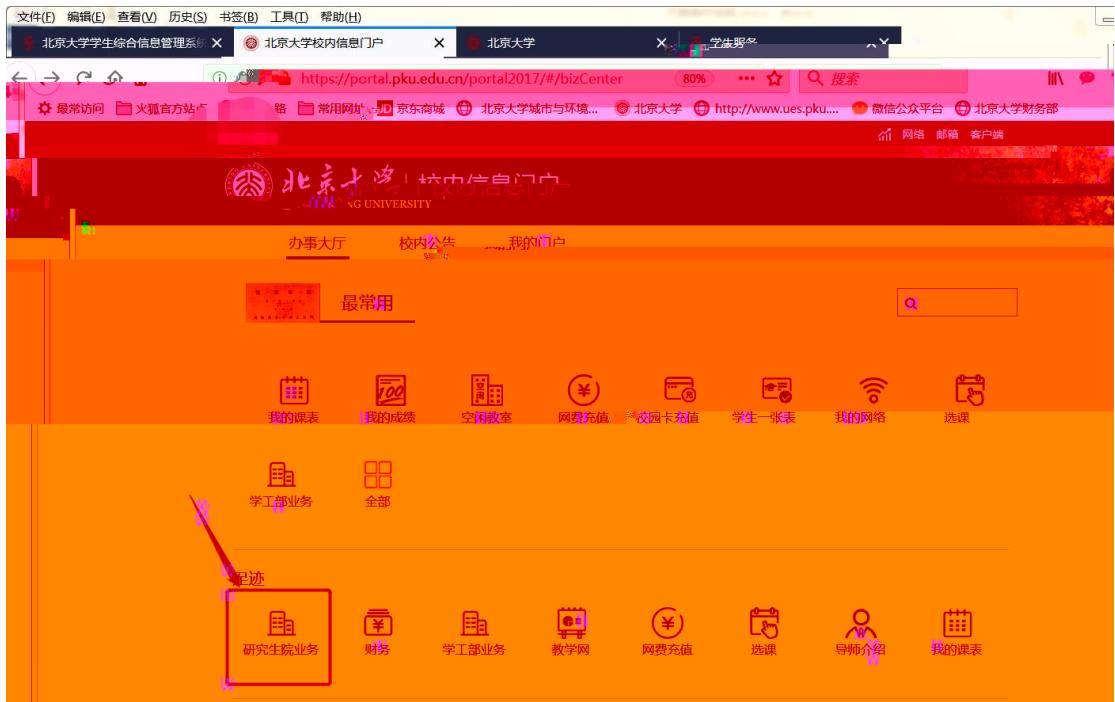 文件(F) 编辑(E) 查看(V) 历史(S) 书签(B) 工具(T) 帮助(H)
北京大学学生综合信息管理系统 北京大学校内信息门户 北京大学 学生服务
https://portal.pku.edu.cn/portal2017/#/bizCenter 80% 搜索
最常访问 火狐官方站点 常用网址 JD 京东商城 北京大学城市与环境... 北京大学 http://www.ues.pku.... 微信公众平台 北京大学财务部
网络 邮箱 客户端
北京大学 校内信息门户
NG UNIVERSITY
办事大厅 校内公告 我的门户
最常用
我的课表 我的成绩 空闲教室 网费充值 校园卡充值 学生一张表 我的网络 选课
学工部业务 全部
足迹
研究生院业务 财务 学工部业务 教学网 网费充值 选课 导师介绍 我的课表